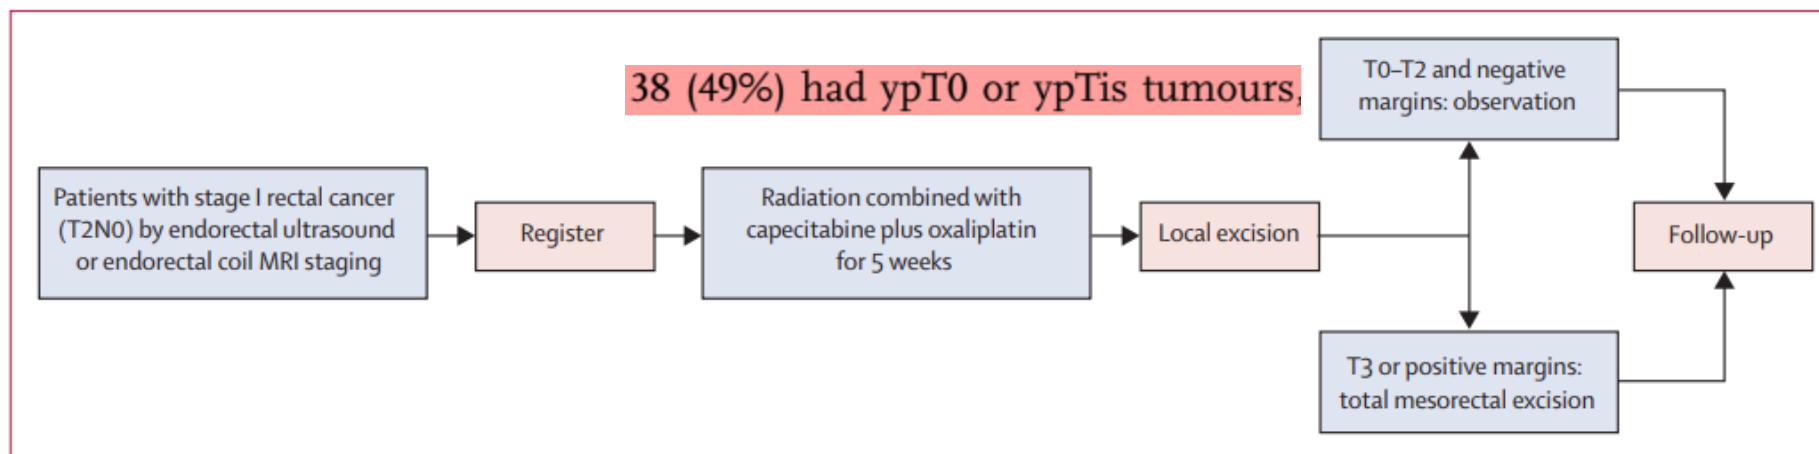 38 (49%) had ypT0 or ypTis tumours,
Patients with stage I rectal cancer
(T2N0) by endorectal ultrasound
or endorectal coil MRI staging
Register
Radiation combined with
capecitabine plus oxaliplatin
for 5 weeks
Local excision
T0–T2 and negative
margins: observation
T3 or positive margins:
total mesorectal excision
Follow-up